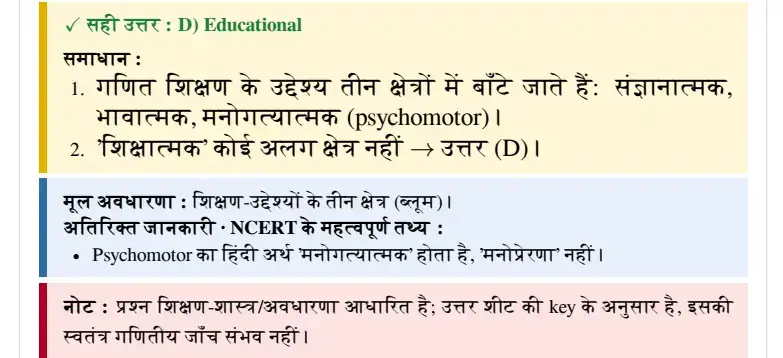 ✓ सही उत्तर : D) Educational
समाधान :
1. गणित शिक्षण के उद्देश्य तीन क्षेत्रों में बाँटे जाते हैं: संज्ञानात्मक,
भावात्मक, मनोगत्यात्मक (psychomotor)।
2. 'शिक्षात्मक' कोई अलग क्षेत्र नहीं → उत्तर (D)।
मूल अवधारणा : शिक्षण-उद्देश्यों के तीन क्षेत्र (ब्लूम)।
अतिरिक्त जानकारी · NCERT के महत्वपूर्ण तथ्य :
• Psychomotor का हिंदी अर्थ 'मनोगत्यात्मक' होता है, 'मनोप्रेरणा' नहीं।
नोट : प्रश्न शिक्षण-शास्त्र/अवधारणा आधारित है; उत्तर शीट की key के अनुसार है, इसकी
स्वतंत्र गणितीय जाँच संभव नहीं।